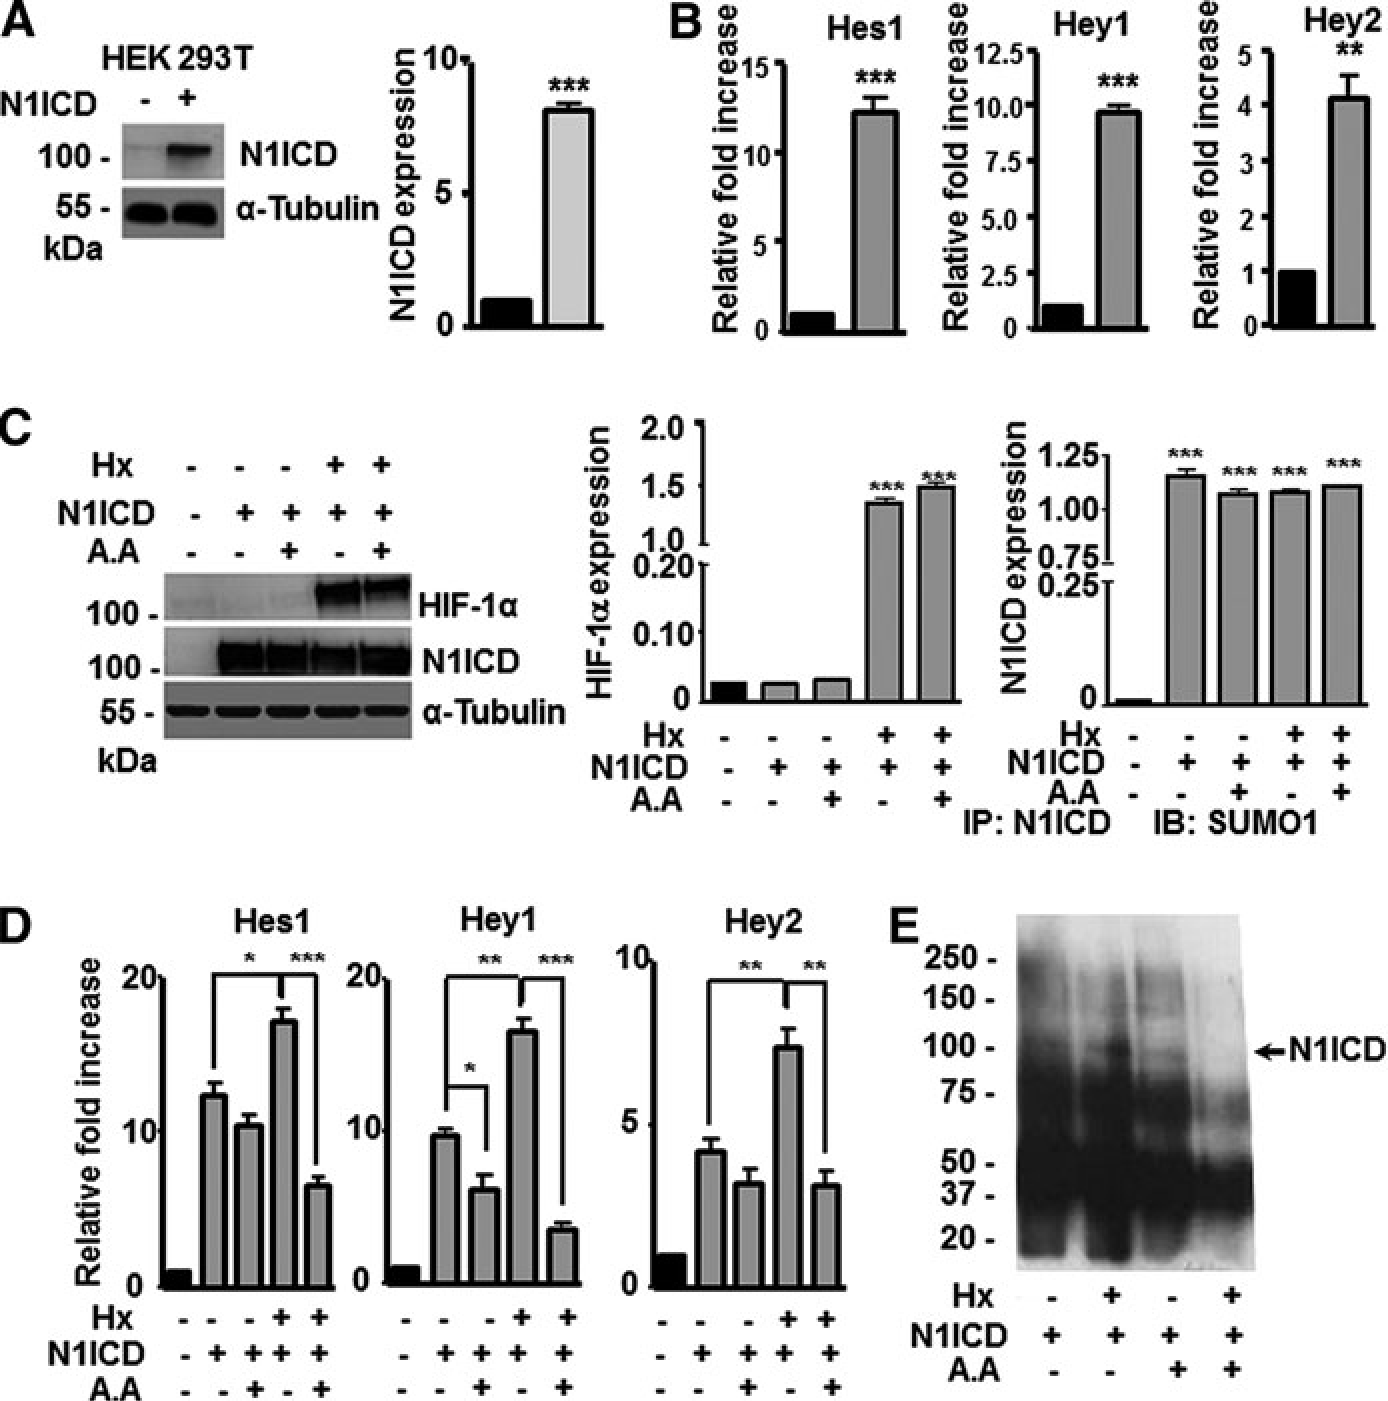 A
HEK 293T
N1ICD - +
100 - N1ICD
55 - α-Tubulin
kDa
N1ICD expression
10
5
0
***
B
Hes1
Relative fold increase
15
10
5
0
***
Hey1
Relative fold increase
12.5
10.0
7.5
5.0
2.5
0
***
Hey2
Relative fold increase
5
4
3
2
1
0
**
C
Hx - - - + +
N1ICD - + + + +
A.A - - + - +
100 - HIF-1α
100 - N1ICD
55 - α-Tubulin
kDa
HIF-1α expression
2.0
1.5
1.0
0.20
0.10
0
*** ***
Hx - - - + +
N1ICD - + + + +
A.A - - + - +
N1ICD expression
1.25
1.00
0.75
0.25
0
*** *** *** ***
Hx - - - + +
N1ICD - + + + +
A.A - - + - +
IP: N1ICD IB: SUMO1
D
Hes1
Relative fold increase
20
10
0
* ***
Hx - - - + +
N1ICD - + + + +
A.A - - + - +
Hey1
20
10
0
** ***
*
- - - + +
- + + + +
- - + - +
Hey2
10
5
0
** **
- - - + +
- + + + +
- - + - +
E
250 -
150 -
100 - ←N1ICD
75 -
50 -
37 -
20 -
Hx - + - +
N1ICD + + + +
A.A - - + +